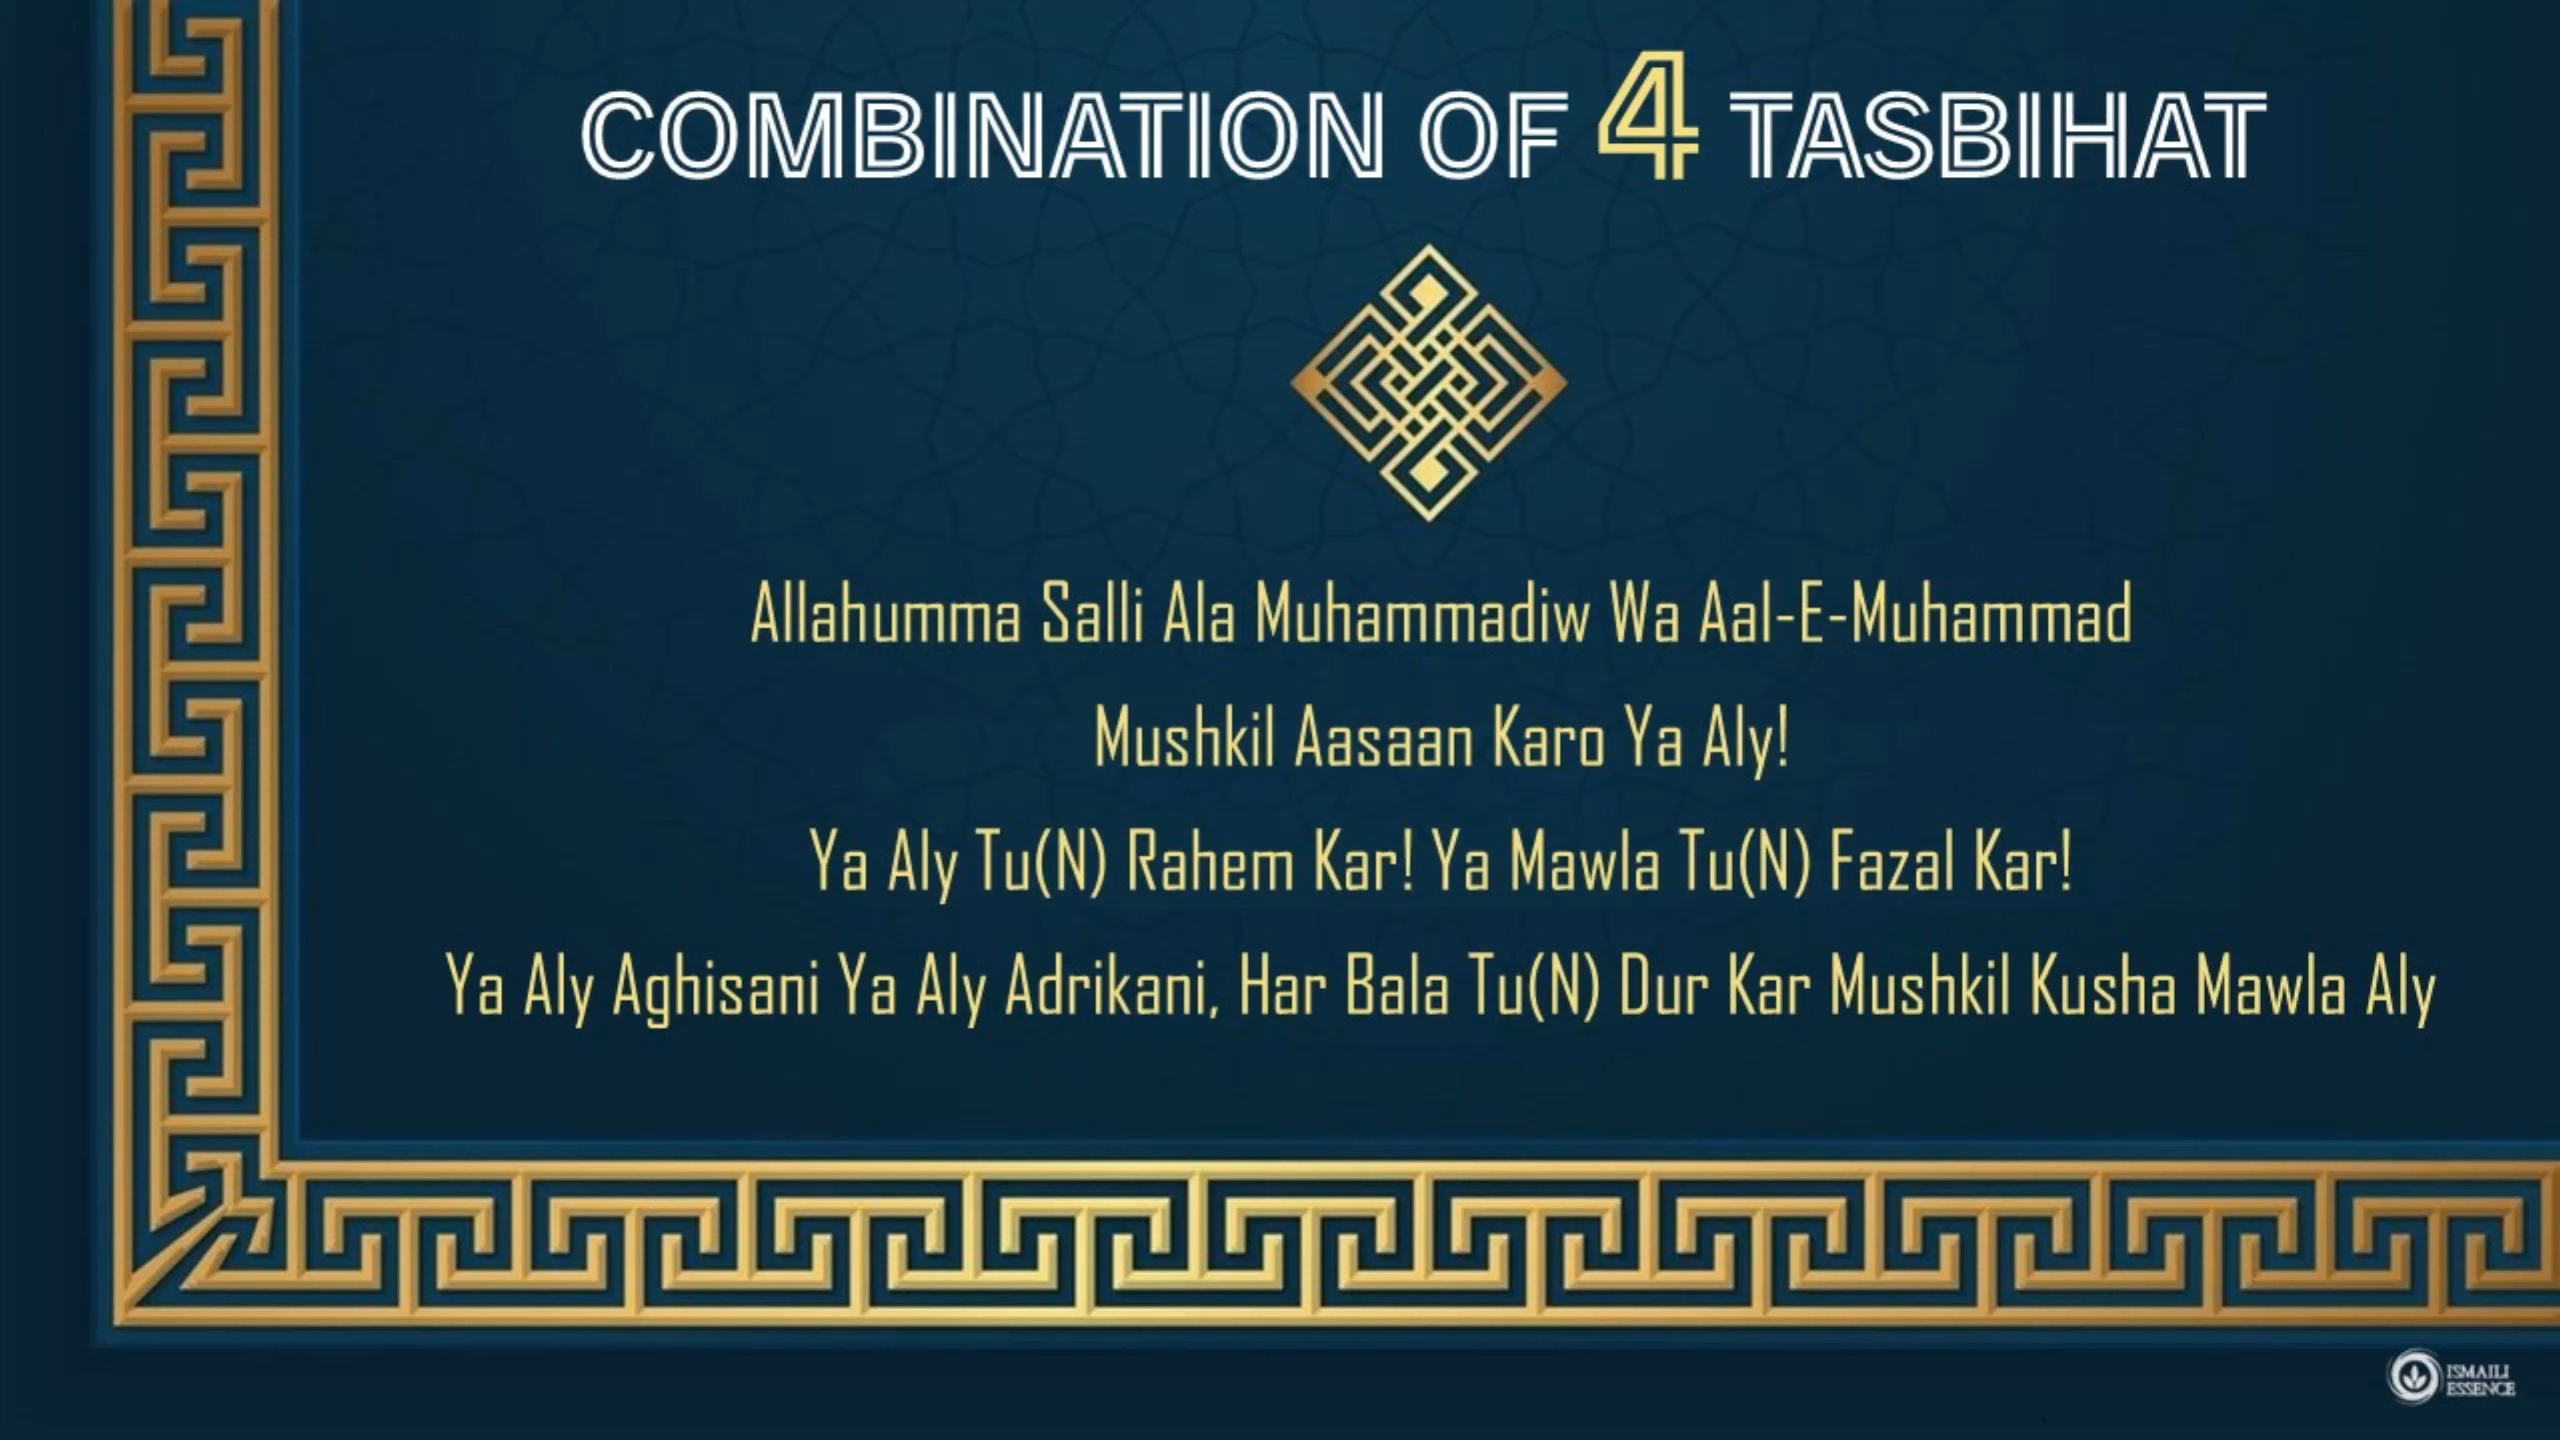 COMBINATION OF 4 TASBIHAT
Allahumma Salli Ala Muhammadiw Wa Aal-E-Muhammad
Mushkil Aasaan Karo Ya Aly!
Ya Aly Tu(N) Rahem Kar! Ya Mawla Tu(N) Fazal Kar!
Ya Aly Aghisani Ya Aly Adrikani, Har Bala Tu(N) Dur Kar Mushkil Kusha Mawla Aly
ISMAILI
ESSENCE